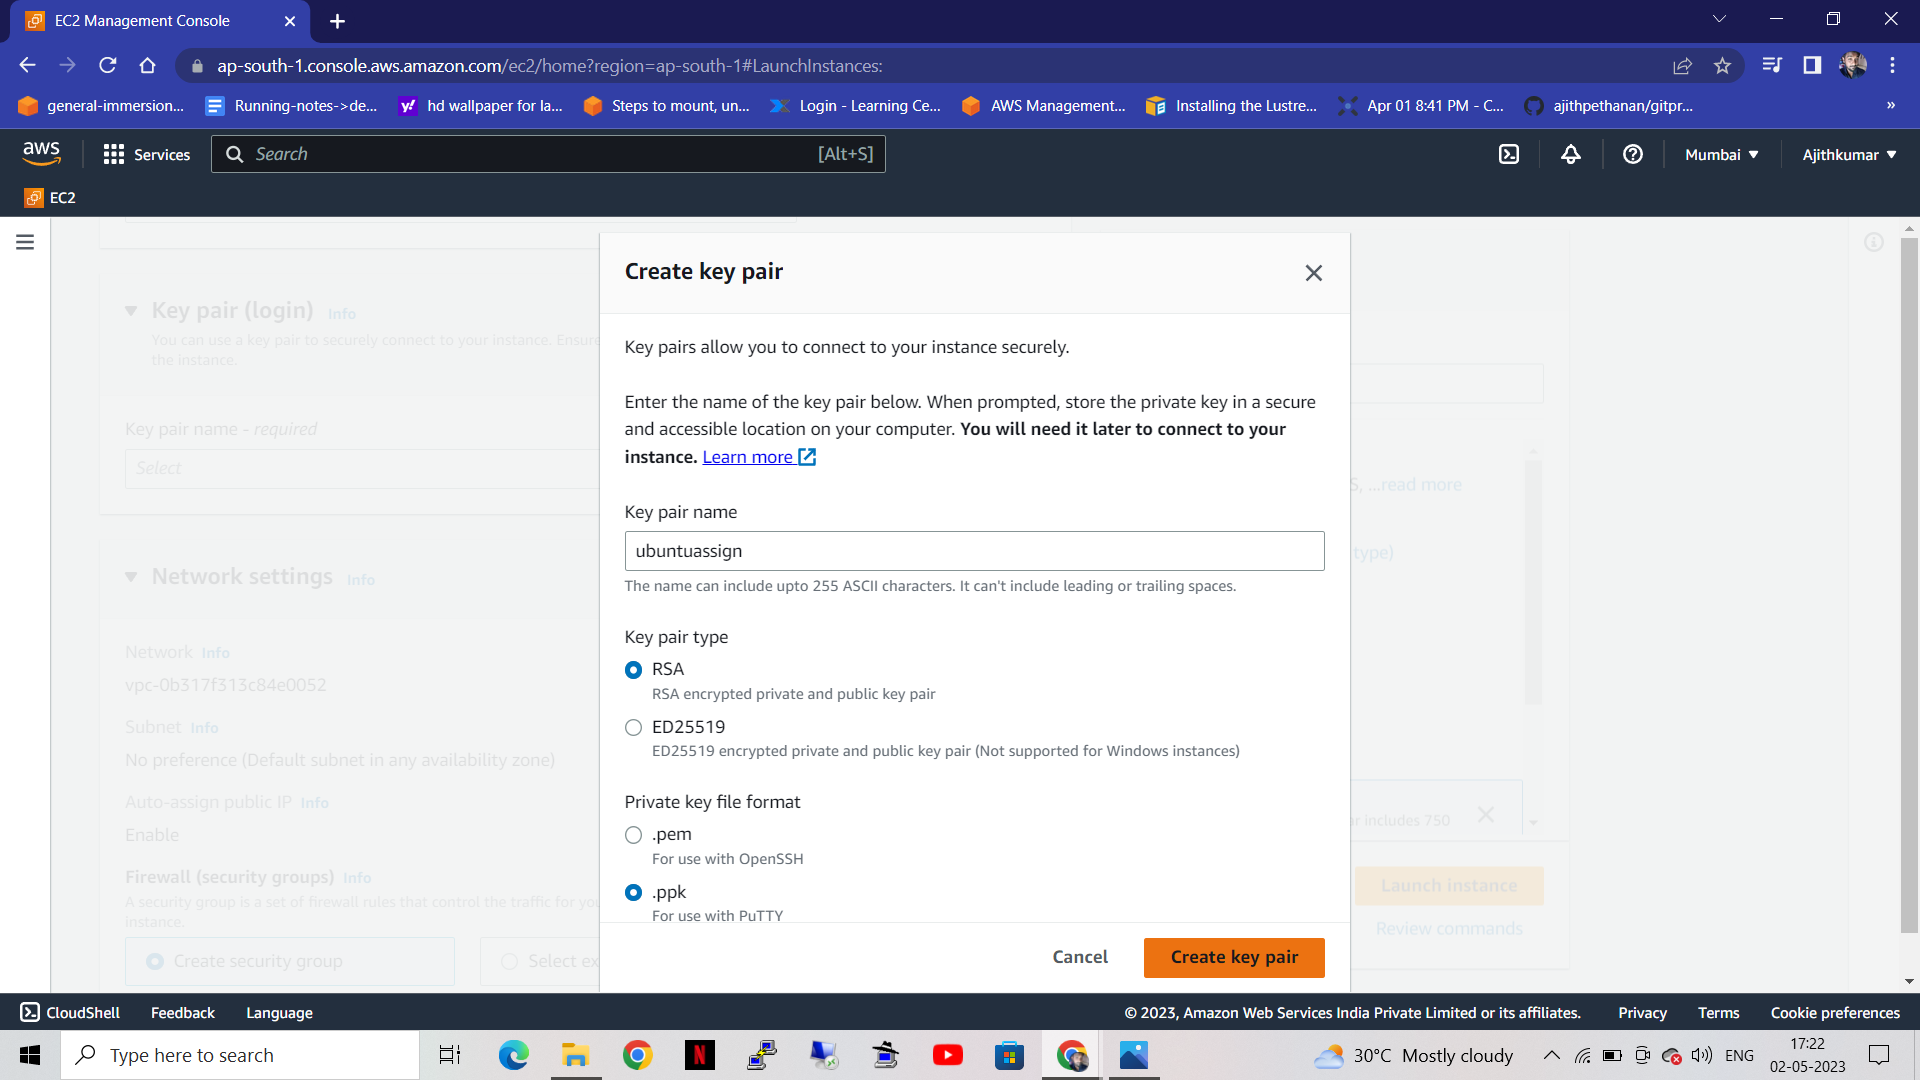 EC2 Management Console
ap-south-1.console.aws.amazon.com/ec2/home?region=ap-south-1#LaunchInstances:
general-immersion...
Running-notes->de...
hd wallpaper for la...
Steps to mount, un...
Login - Learning Ce...
AWS Management...
Installing the Lustre...
Apr 01 8:41 PM - C...
ajithpethanan/gitpr...
»
aws
Services
Search
[Alt+S]
Mumbai
Ajithkumar
EC2
Create key pair
Key pair (login) Info
You can use a key pair to securely connect to your instance. Ensure
the instance.
Key pair name - required
Select
Network settings Info
Network Info
vpc-0b317f313c84e0052
Subnet Info
No preference (Default subnet in any availability zone)
Auto-assign public IP Info
Enable
Firewall (security groups) Info
A security group is a set of firewall rules that control the traffic for you
instance.
Create security group
Select ex
Key pairs allow you to connect to your instance securely.
Enter the name of the key pair below. When prompted, store the private key in a secure
and accessible location on your computer. You will need it later to connect to your
instance. Learn more
Key pair name
ubuntuassign
The name can include upto 255 ASCII characters. It can't include leading or trailing spaces.
Key pair type
RSA
RSA encrypted private and public key pair
ED25519
ED25519 encrypted private and public key pair (Not supported for Windows instances)
Private key file format
.pem
For use with OpenSSH
.ppk
For use with PuTTY
Cancel
Create key pair
S, ...read more
type)
ar includes 750
Launch instance
Review commands
CloudShell
Feedback
Language
© 2023, Amazon Web Services India Private Limited or its affiliates.
Privacy
Terms
Cookie preferences
Type here to search
30°C Mostly cloudy
ENG
17:22
02-05-2023